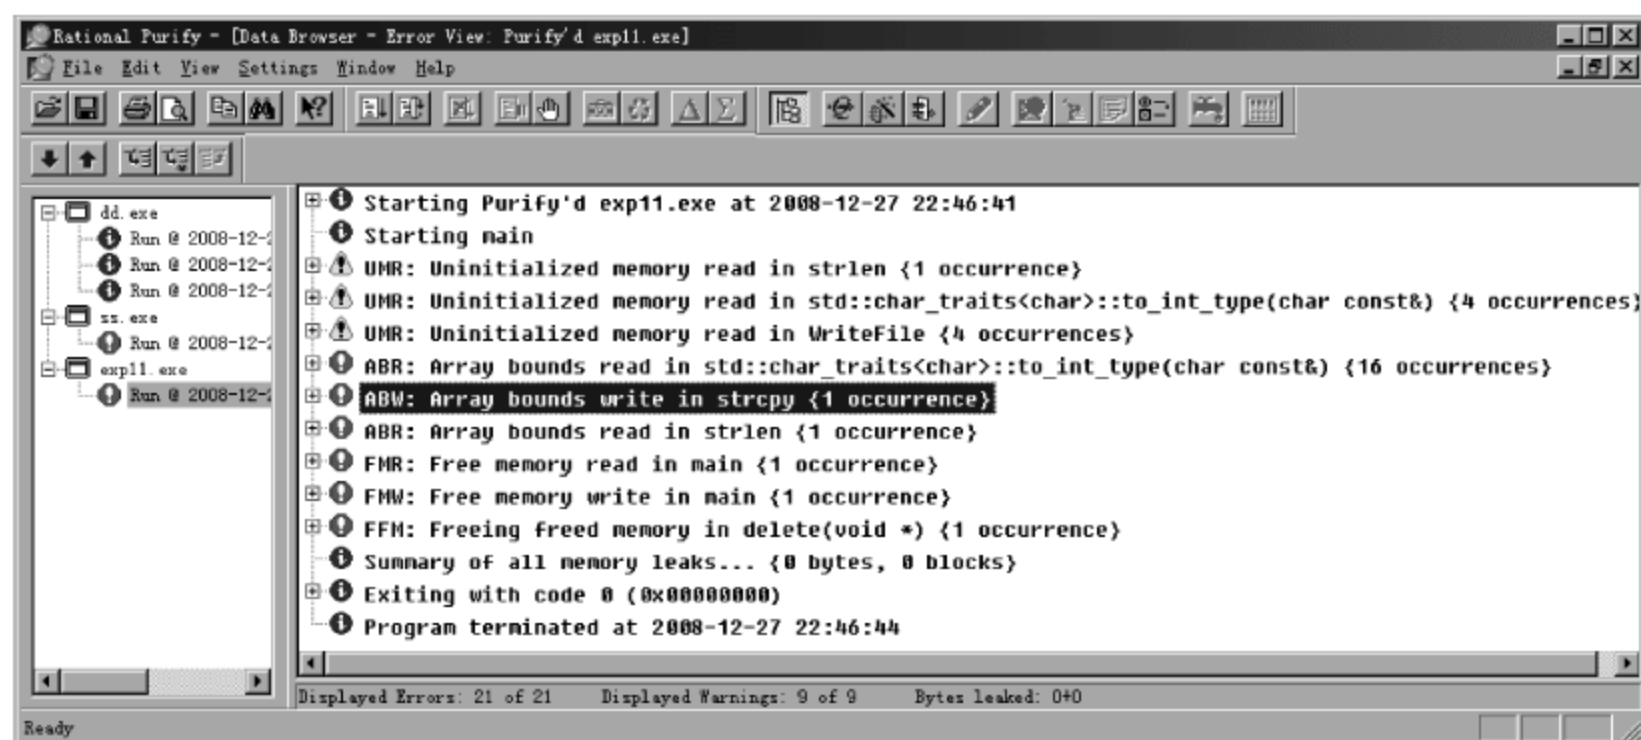 Rational Purify - [Data Browser - Error View: Purify'd exp11.exe]
File Edit View Settings Window Help
dd.exe
Run @ 2008-12-2
Run @ 2008-12-2
Run @ 2008-12-2
ss.exe
Run @ 2008-12-2
exp11.exe
Run @ 2008-12-2
Starting Purify'd exp11.exe at 2008-12-27 22:46:41
Starting main
UMR: Uninitialized memory read in strlen {1 occurrence}
UMR: Uninitialized memory read in std::char_traits<char>::to_int_type(char const&) {4 occurrences}
UMR: Uninitialized memory read in WriteFile {4 occurrences}
ABR: Array bounds read in std::char_traits<char>::to_int_type(char const&) {16 occurrences}
ABW: Array bounds write in strcpy {1 occurrence}
ABR: Array bounds read in strlen {1 occurrence}
FMR: Free memory read in main {1 occurrence}
FMW: Free memory write in main {1 occurrence}
FFM: Freeing freed memory in delete(void *) {1 occurrence}
Summary of all memory leaks... {0 bytes, 0 blocks}
Exiting with code 0 (0x00000000)
Program terminated at 2008-12-27 22:46:44
Displayed Errors: 21 of 21 Displayed Warnings: 9 of 9 Bytes leaked: 0+0
Ready